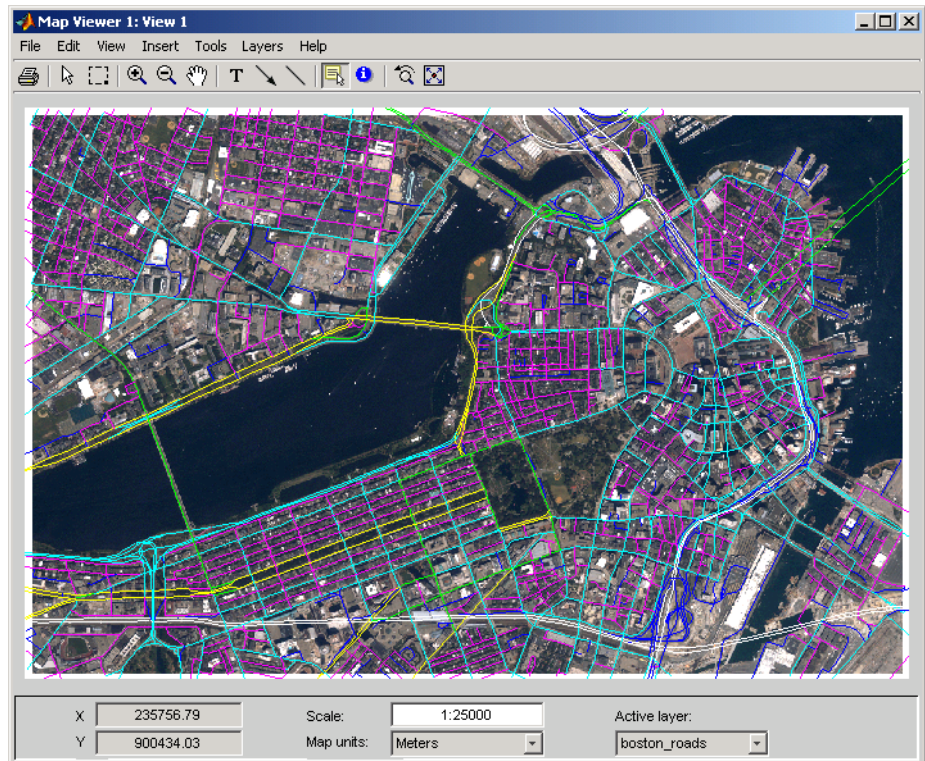 Map Viewer 1: View 1
File Edit View Insert Tools Layers Help
T
X 235756.79 Scale: 1:25000 Active layer:
Y 900434.03 Map units: Meters boston_roads